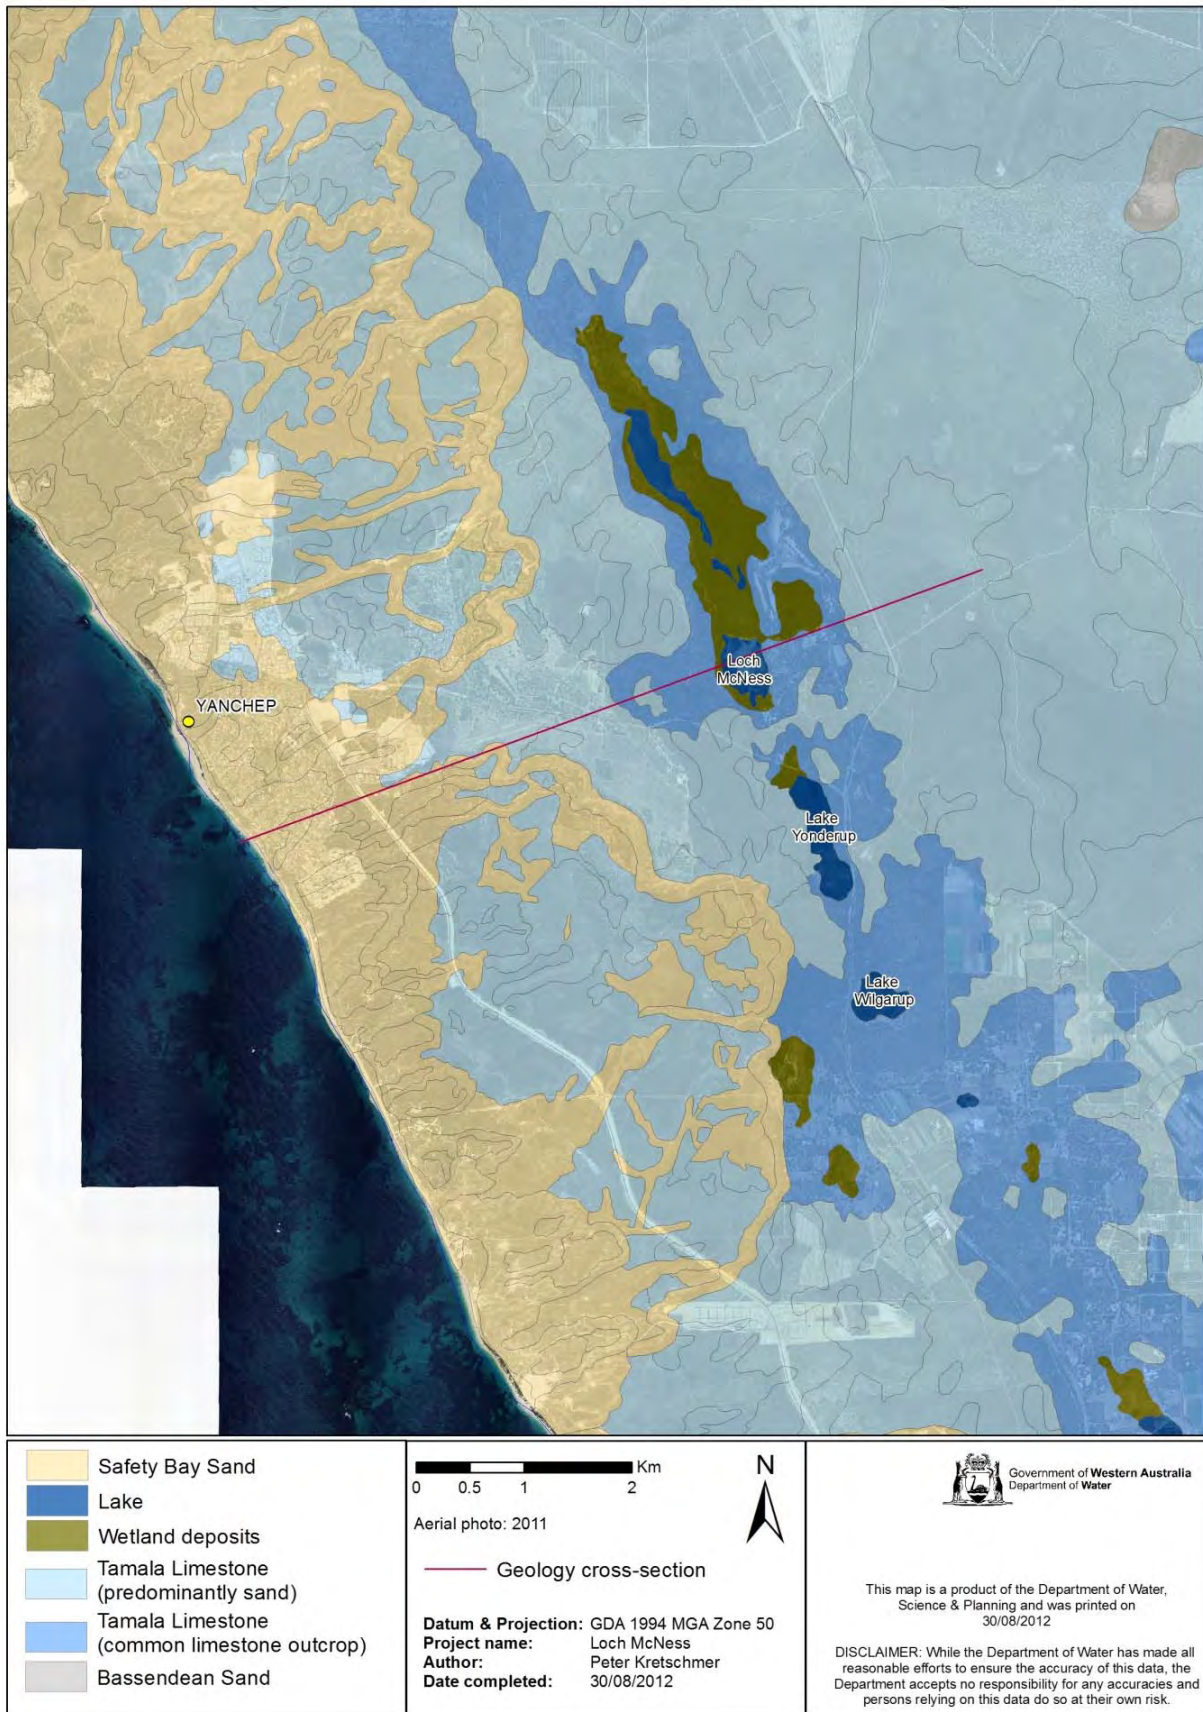 Loch
McNess
YANCHEP
Lake
Yonderup
Lake
Wilgarup
Safety Bay Sand
Lake
Wetland deposits
Tamala Limestone
(predominantly sand)
Tamala Limestone
(common limestone outcrop)
Bassendean Sand
Km
0 0.5 1 2
Aerial photo: 2011
N
Geology cross-section
Datum & Projection: GDA 1994 MGA Zone 50
Project name: Loch McNess
Author: Peter Kretschmer
Date completed: 30/08/2012
Government of Western Australia
Department of Water
This map is a product of the Department of Water,
Science & Planning and was printed on
30/08/2012
DISCLAIMER: While the Department of Water has made all
reasonable efforts to ensure the accuracy of this data, the
Department accepts no responsibility for any accuracies and
persons relying on this data do so at their own risk.